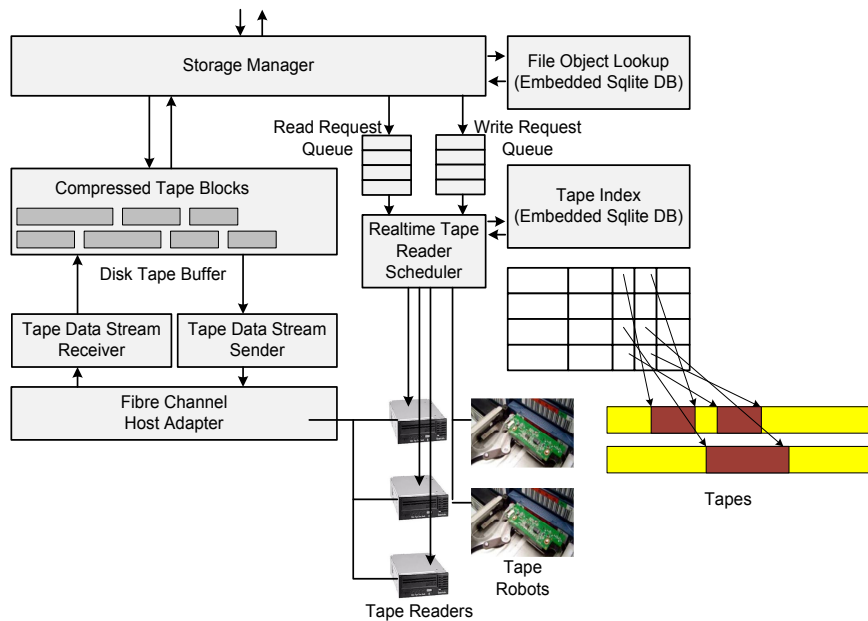 Storage Manager
File Object Lookup
(Embedded Sqlite DB)
Read Request
Queue
Write Request
Queue
Compressed Tape Blocks
Tape Index
(Embedded Sqlite DB)
Realtime Tape
Reader
Scheduler
Disk Tape Buffer
Tape Data Stream
Receiver
Tape Data Stream
Sender
Fibre Channel
Host Adapter
Tapes
Tape
Robots
Tape Readers